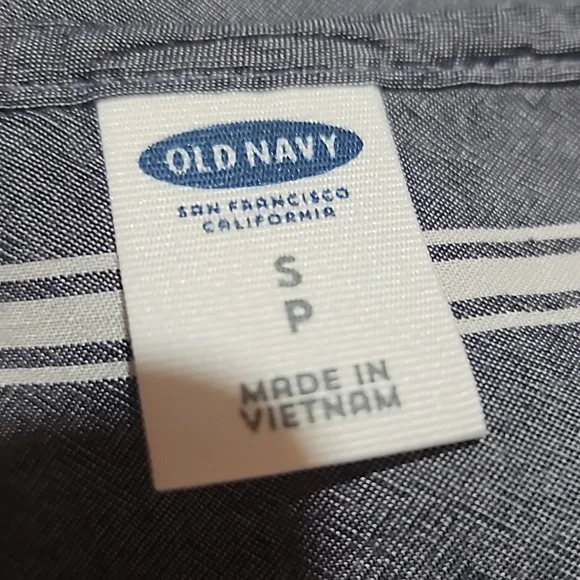 OLD NAVY
SAN FRANCISCO
CALIFORNIA
S
P
MADE IN
VIETNAM